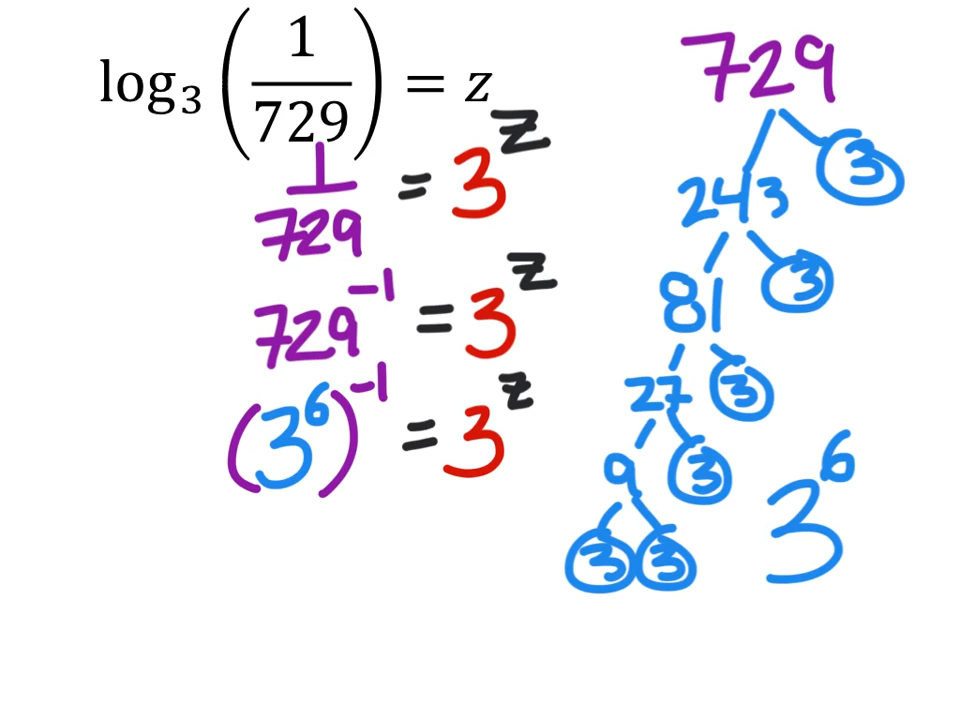 log₃(1/729) = z
1/729 = 3^z
729^-1 = 3^z
(3^6)^-1 = 3^z
729
243 3
81 3
27 3
9 3
3 3
3^6